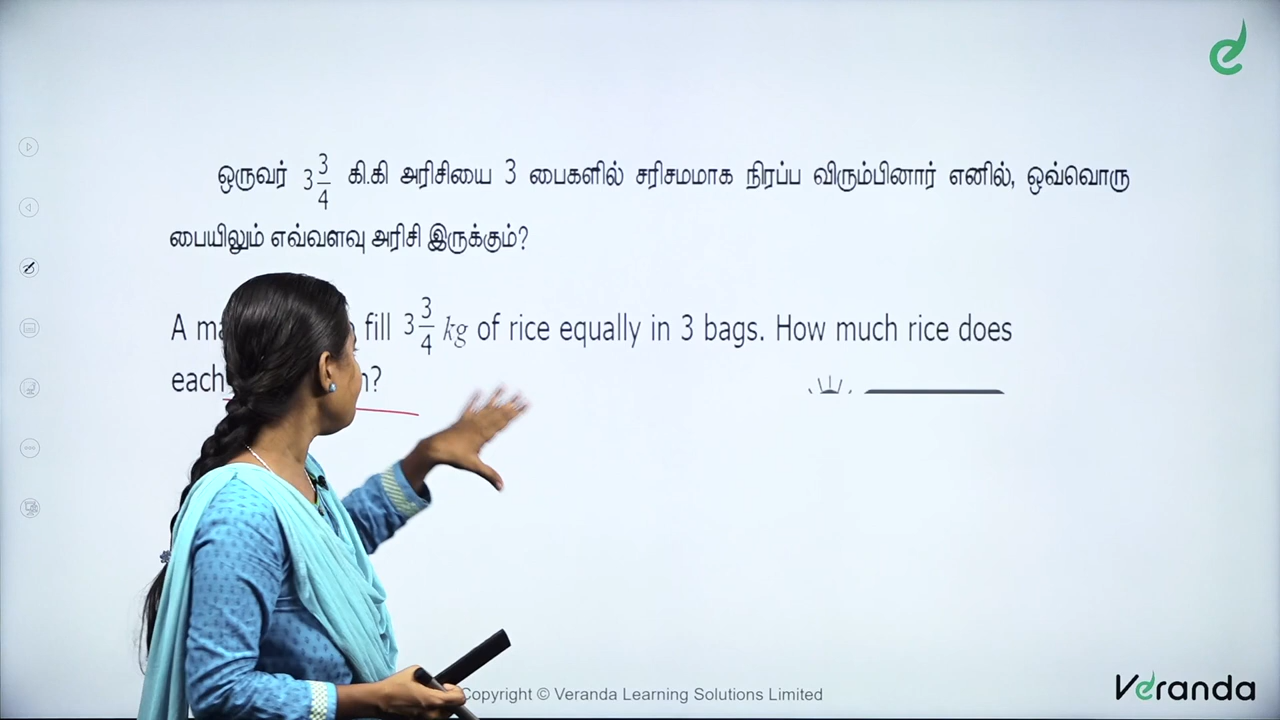 ஒருவர் 3 3/4 கி.கி அரிசியை 3 பைகளில் சரிசமமாக நிரப்ப விரும்பினார் எனில், ஒவ்வொரு
பையிலும் எவ்வளவு அரிசி இருக்கும்?
A fill 3 3/4 kg of rice equally in 3 bags. How much rice does
each
Copyright © Veranda Learning Solutions Limited
Veranda